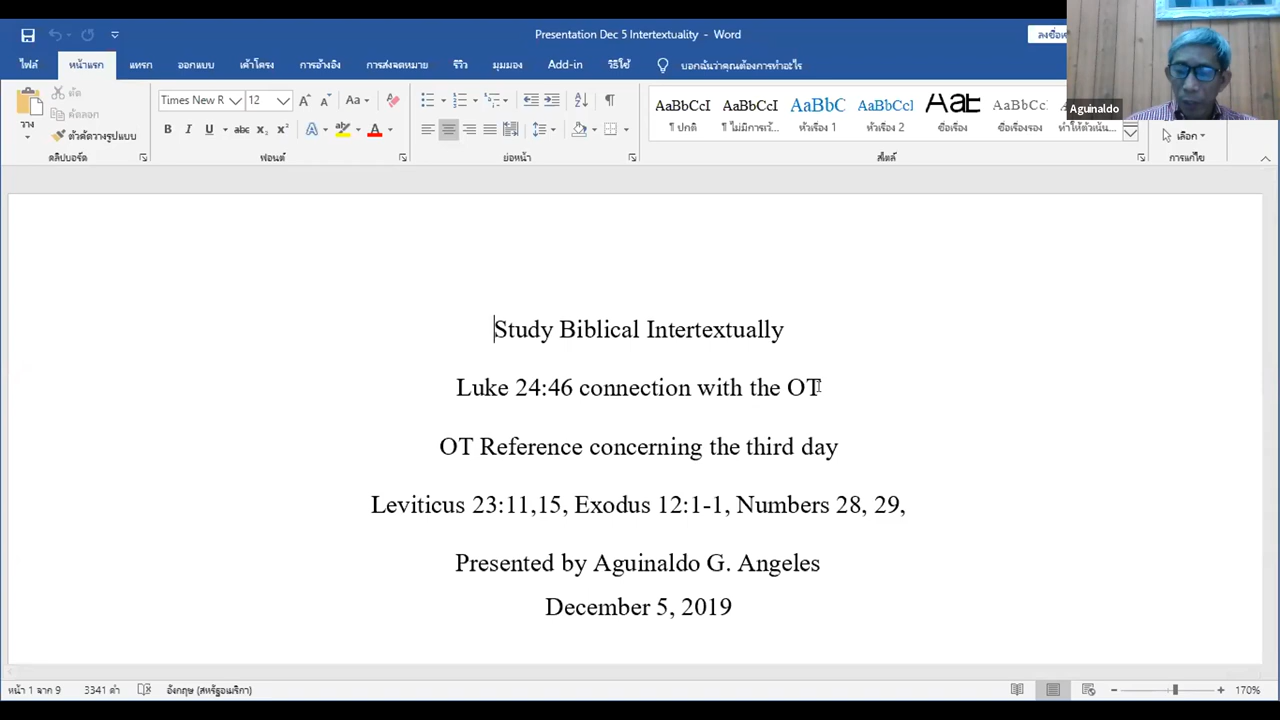 Presentation Dec 5 Intertextuality - Word
ลงชื่อเ
ไฟล์ หน้าแรก แทรก ออกแบบ เค้าโครง การอ้างอิง การส่งจดหมาย รีวิว มุมมอง Add-in วิธีใช้ บอกฉันว่าคุณต้องการทำอะไร
Aguinaldo
วาง
ตัด
คัดลอก
ตัวคัดวางรูปแบบ
คลิปบอร์ด
Times New R 12
ฟอนต์
ย่อหน้า
AaBbCcI AaBbCcI AaBbC AaBbCcI AaB AaBbCcI
¶ ปกติ ¶ ไม่มีการเว้... หัวเรื่อง 1 หัวเรื่อง 2 ชื่อเรื่อง ชื่อเรื่องรอง ทำให้ตัวเน้น...
สไตล์
เลือก
การแก้ไข
Study Biblical Intertextually
Luke 24:46 connection with the OT
OT Reference concerning the third day
Leviticus 23:11,15, Exodus 12:1-1, Numbers 28, 29,
Presented by Aguinaldo G. Angeles
December 5, 2019
หน้า 1 จาก 9 3341 คำ อังกฤษ (สหรัฐอเมริกา) 170%